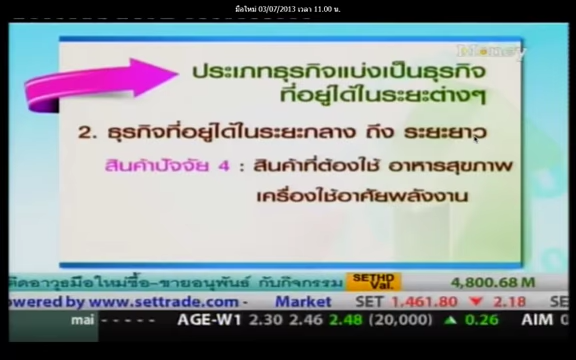 มือใหม่ 03/07/2013 เวลา 11.00 น.
Money
ประเภทธุรกิจแบ่งเป็นธุรกิจ
ที่อยู่ได้ในระยะต่างๆ
2. ธุรกิจที่อยู่ได้ในระยะกลาง ถึง ระยะยาว
สินค้าปัจจัย 4 : สินค้าที่ต้องใช้ อาหารสุขภาพ
เครื่องใช้อาศัยพลังงาน
ติดอาวุธมือใหม่ซื้อ-ขายอนุพันธ์ กับกิจกรรม SETHD Val. 4,800.68 M
owered by www.settrade.com - Market SET 1,461.80 ▼ 2.18 SE
mai - - - - - AGE-W1 2.30 2.46 2.48 (20,000) ▲ 0.26 AIM 0